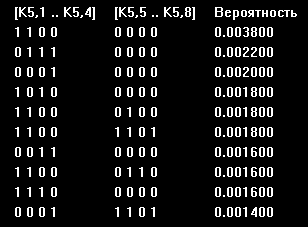 [K5,1 .. K5,4] [K5,5 .. K5,8] Вероятность
1 1 0 0 0 0 0 0 0.003800
0 1 1 1 0 0 0 0 0.002200
0 0 0 1 0 0 0 0 0.002000
1 0 1 0 0 0 0 0 0.001800
1 1 0 0 0 1 0 0 0.001800
1 1 0 0 1 1 0 1 0.001800
0 0 1 1 0 0 0 0 0.001600
1 1 0 0 0 1 1 0 0.001600
1 1 1 0 0 0 0 0 0.001600
0 0 0 1 1 1 0 1 0.001400